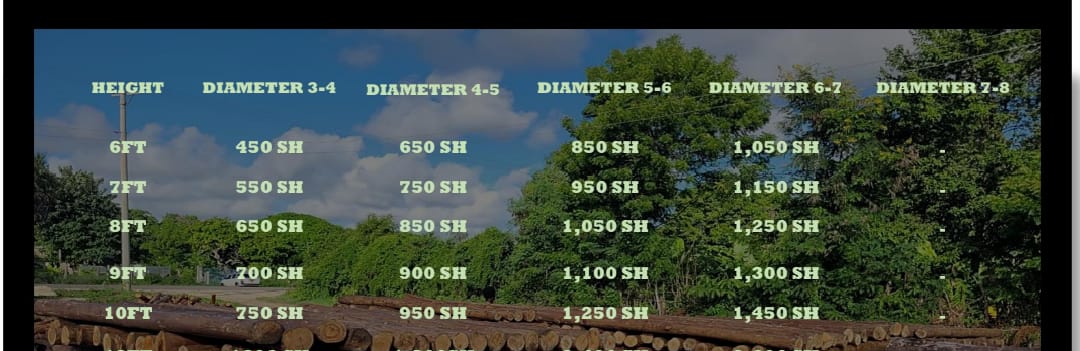 HEIGHT DIAMETER 3-4 DIAMETER 4-5 DIAMETER 5-6 DIAMETER 6-7 DIAMETER 7-8
6FT 450 SH 650 SH 850 SH 1,050 SH -
7FT 550 SH 750 SH 950 SH 1,150 SH -
8FT 650 SH 850 SH 1,050 SH 1,250 SH -
9FT 700 SH 900 SH 1,100 SH 1,300 SH -
10FT 750 SH 950 SH 1,250 SH 1,450 SH -